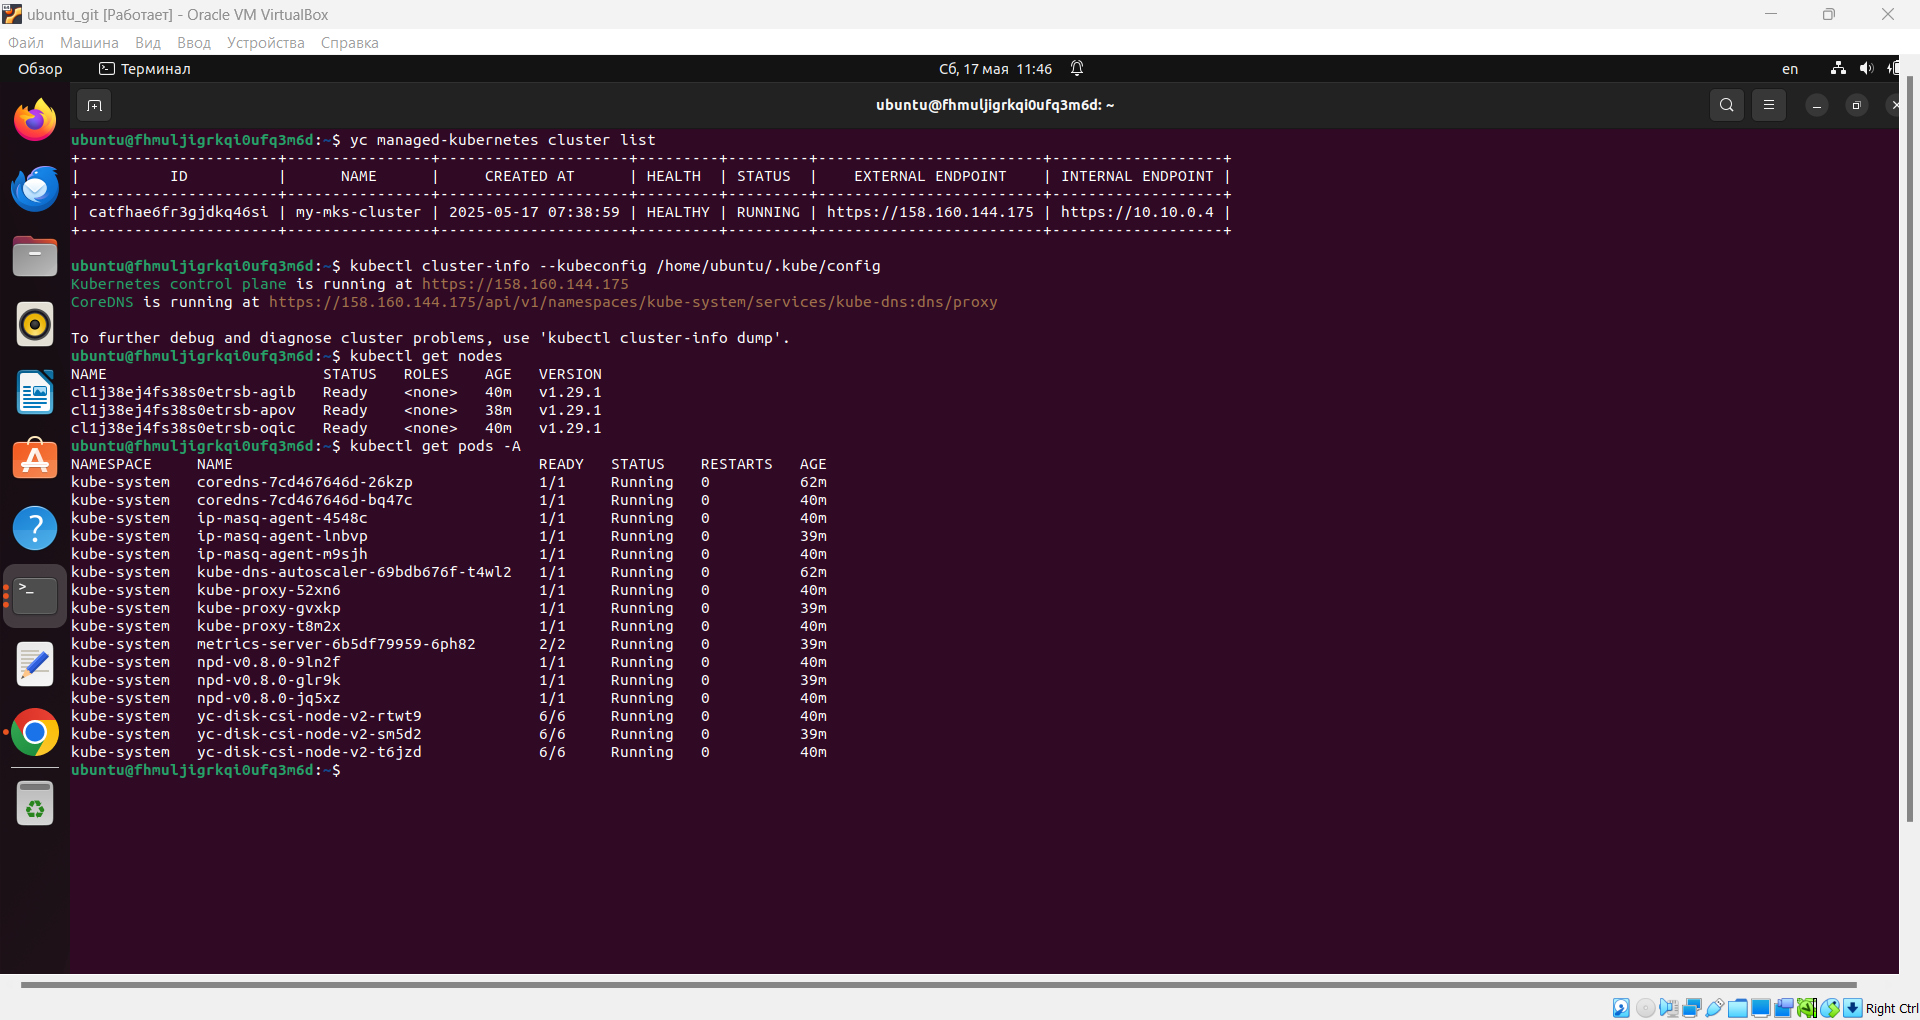 ubuntu_git [Работает] - Oracle VM VirtualBox
Файл Машина Вид Ввод Устройства Справка
Обзор Терминал Сб, 17 мая 11:46 en
ubuntu@fhmuljigrkqi0ufq3m6d: ~
ubuntu@fhmuljigrkqi0ufq3m6d:~$ yc managed-kubernetes cluster list
+----------------------+----------------+---------------------+---------+---------+-------------------------+-------------------+
| ID | NAME | CREATED AT | HEALTH | STATUS | EXTERNAL ENDPOINT | INTERNAL ENDPOINT |
+----------------------+----------------+---------------------+---------+---------+-------------------------+-------------------+
| catfhae6fr3gjdkq46si | my-mks-cluster | 2025-05-17 07:38:59 | HEALTHY | RUNNING | https://158.160.144.175 | https://10.10.0.4 |
+----------------------+----------------+---------------------+---------+---------+-------------------------+-------------------+
ubuntu@fhmuljigrkqi0ufq3m6d:~$ kubectl cluster-info --kubeconfig /home/ubuntu/.kube/config
Kubernetes control plane is running at https://158.160.144.175
CoreDNS is running at https://158.160.144.175/api/v1/namespaces/kube-system/services/kube-dns:dns/proxy
To further debug and diagnose cluster problems, use 'kubectl cluster-info dump'.
ubuntu@fhmuljigrkqi0ufq3m6d:~$ kubectl get nodes
NAME STATUS ROLES AGE VERSION
cl1j38ej4fs38s0etrsb-agib Ready <none> 40m v1.29.1
cl1j38ej4fs38s0etrsb-apov Ready <none> 38m v1.29.1
cl1j38ej4fs38s0etrsb-oqic Ready <none> 40m v1.29.1
ubuntu@fhmuljigrkqi0ufq3m6d:~$ kubectl get pods -A
NAMESPACE NAME READY STATUS RESTARTS AGE
kube-system coredns-7cd467646d-26kzp 1/1 Running 0 62m
kube-system coredns-7cd467646d-bq47c 1/1 Running 0 40m
kube-system ip-masq-agent-4548c 1/1 Running 0 40m
kube-system ip-masq-agent-lnbvp 1/1 Running 0 39m
kube-system ip-masq-agent-m9sjh 1/1 Running 0 40m
kube-system kube-dns-autoscaler-69bdb676f-t4wl2 1/1 Running 0 62m
kube-system kube-proxy-52xn6 1/1 Running 0 40m
kube-system kube-proxy-gvxkp 1/1 Running 0 39m
kube-system kube-proxy-t8m2x 1/1 Running 0 40m
kube-system metrics-server-6b5df79959-6ph82 2/2 Running 0 39m
kube-system npd-v0.8.0-9ln2f 1/1 Running 0 40m
kube-system npd-v0.8.0-glr9k 1/1 Running 0 39m
kube-system npd-v0.8.0-jq5xz 1/1 Running 0 40m
kube-system yc-disk-csi-node-v2-rtwt9 6/6 Running 0 40m
kube-system yc-disk-csi-node-v2-sm5d2 6/6 Running 0 39m
kube-system yc-disk-csi-node-v2-t6jzd 6/6 Running 0 40m
ubuntu@fhmuljigrkqi0ufq3m6d:~$
Right Ctrl